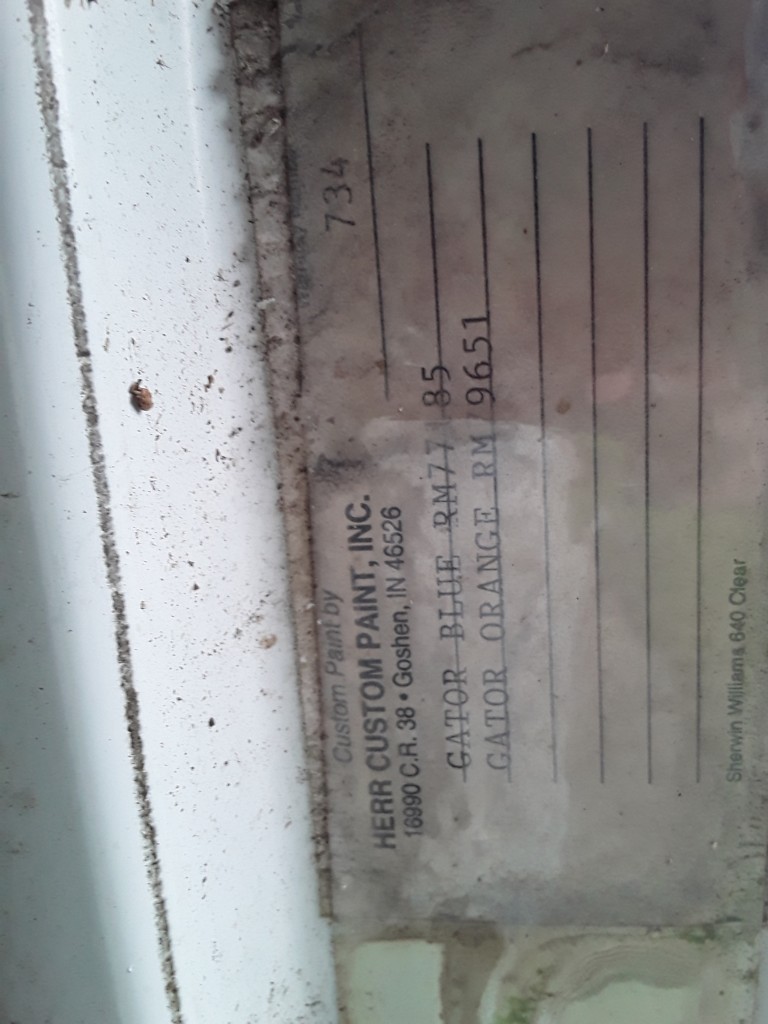 Custom Paint by 734
HERR CUSTOM PAINT, INC.
16990 C.R. 38 • Goshen, IN 46526
GATOR BLUE RM77 85
GATOR ORANGE RM 9651
Sherwin Williams 640 Clear